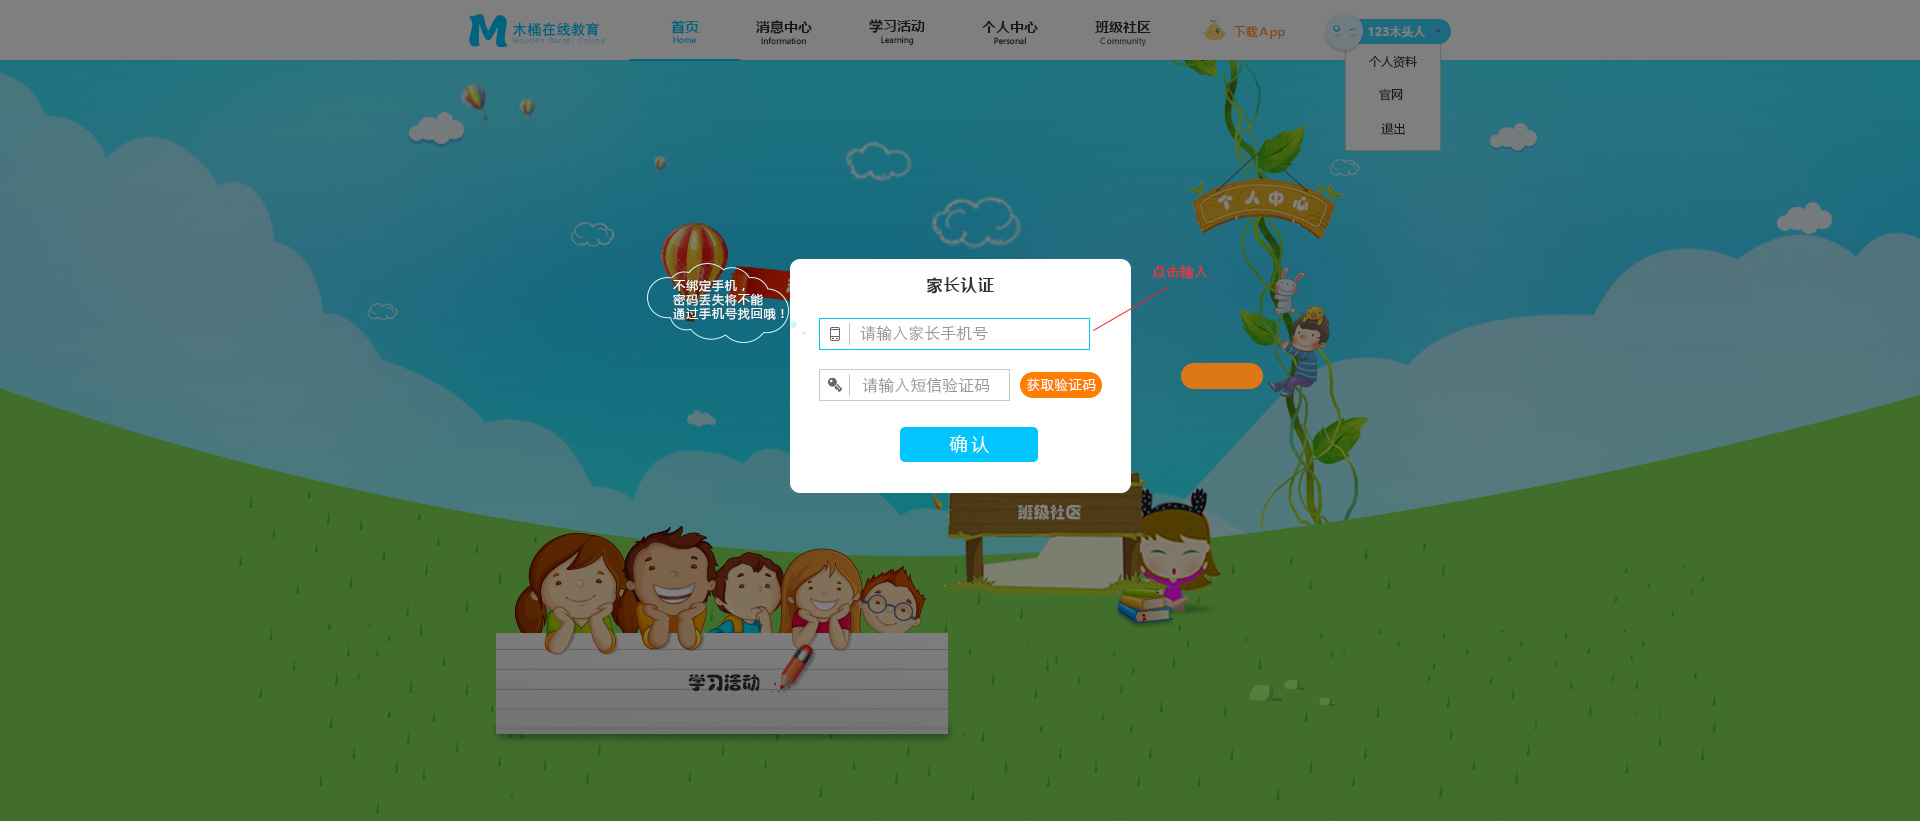 木桶在线教育
Wooden Barrel Online
首页
Home
消息中心
Information
学习活动
Learning
个人中心
Personal
班级社区
Community
下载App
123木头人
个人资料
官网
退出
个人中心
点击输入
家长认证
不绑定手机，
密码丢失将不能
通过手机号找回哦！
请输入家长手机号
请输入短信验证码
获取验证码
确认
班级社区
学习活动